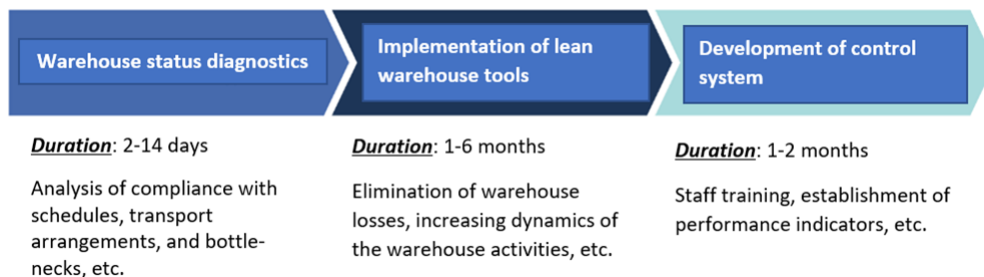 Warehouse status diagnostics
Implementation of lean
warehouse tools
Development of control
system
Duration: 2-14 days
Analysis of compliance with
schedules, transport
arrangements, and bottle-
necks, etc.
Duration: 1-6 months
Elimination of warehouse
losses, increasing dynamics of
the warehouse activities, etc.
Duration: 1-2 months
Staff training, establishment of
performance indicators, etc.